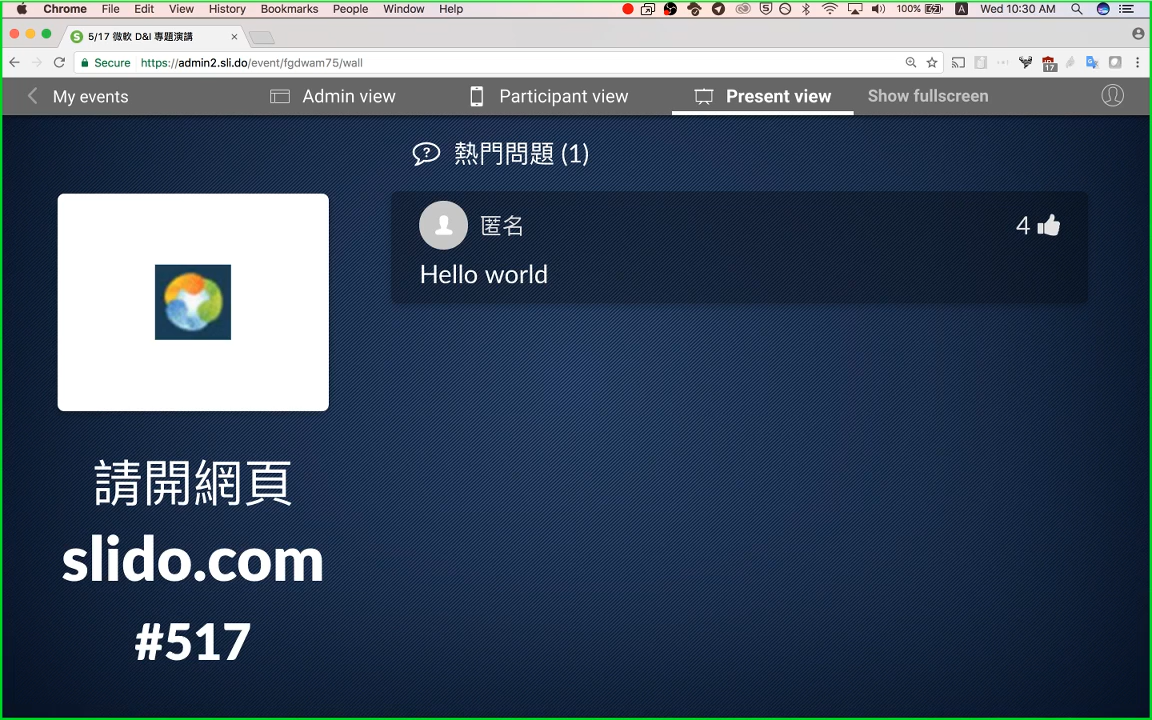 Chrome File Edit View History Bookmarks People Window Help 100% A Wed 10:30 AM
S 5/17 微軟 D&I 專題演講
Secure https://admin2.sli.do/event/fgdwam75/wall 17
My events Admin view Participant view Present view Show fullscreen
熱門問題 (1)
匿名 4
Hello world
請開網頁
slido.com
#517